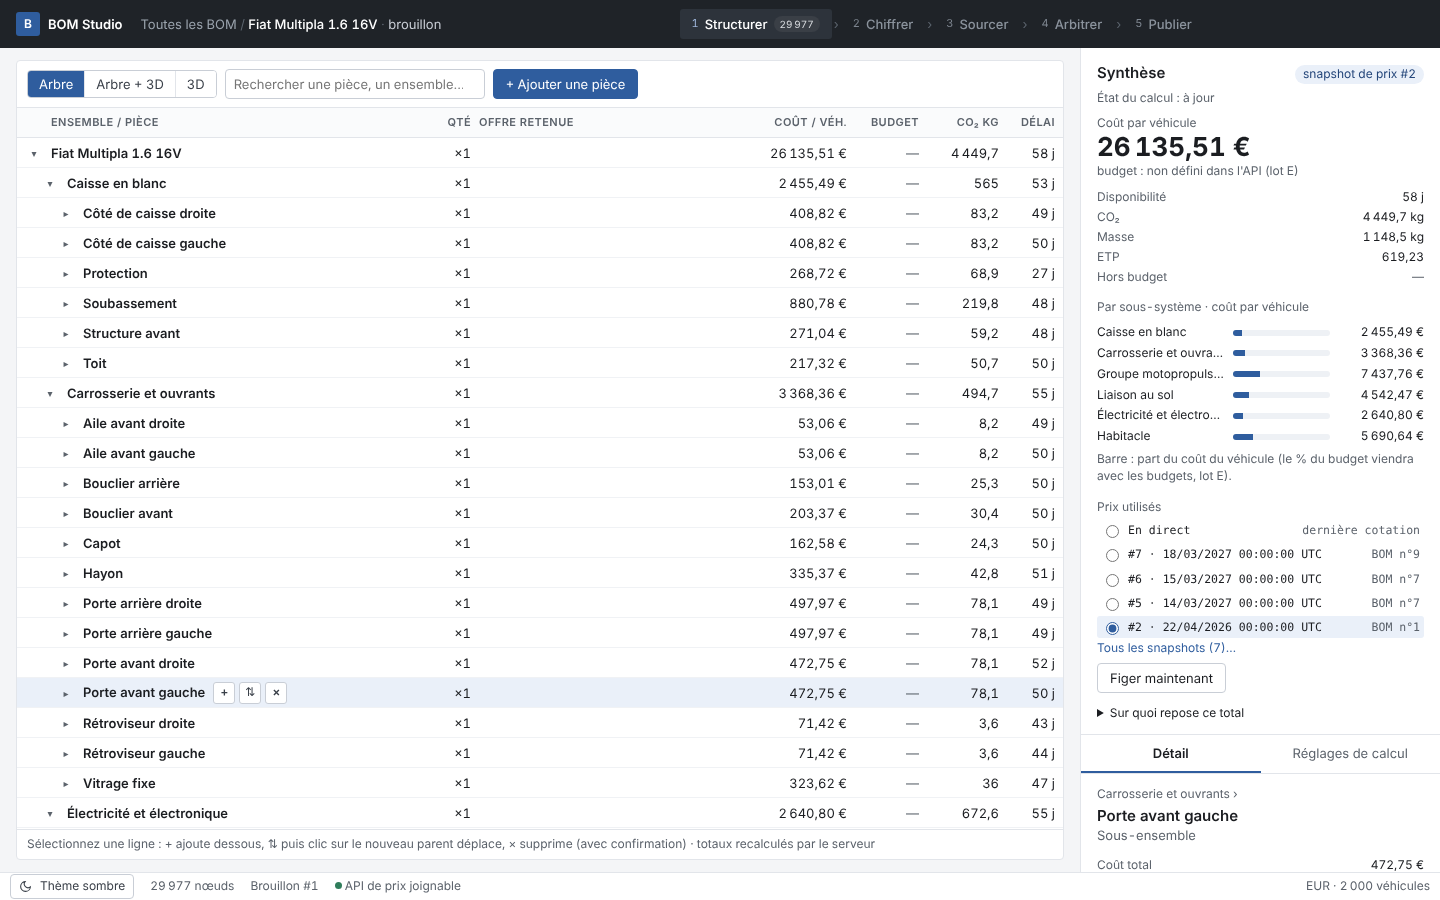 B BOM Studio Toutes les BOM / Fiat Multipla 1.6 16V · brouillon 1 Structurer 29 977 › 2 Chiffrer › 3 Sourcer › 4 Arbitrer › 5 Publier
Arbre Arbre + 3D 3D Rechercher une pièce, un ensemble… + Ajouter une pièce
ENSEMBLE / PIÈCE QTÉ OFFRE RETENUE COÛT / VÉH. BUDGET CO₂ KG DÉLAI
Fiat Multipla 1.6 16V ×1 26 135,51 € — 4 449,7 58 j
Caisse en blanc ×1 2 455,49 € — 565 53 j
Côté de caisse droite ×1 408,82 € — 83,2 49 j
Côté de caisse gauche ×1 408,82 € — 83,2 50 j
Protection ×1 268,72 € — 68,9 27 j
Soubassement ×1 880,78 € — 219,8 48 j
Structure avant ×1 271,04 € — 59,2 48 j
Toit ×1 217,32 € — 50,7 50 j
Carrosserie et ouvrants ×1 3 368,36 € — 494,7 55 j
Aile avant droite ×1 53,06 € — 8,2 49 j
Aile avant gauche ×1 53,06 € — 8,2 50 j
Bouclier arrière ×1 153,01 € — 25,3 50 j
Bouclier avant ×1 203,37 € — 30,4 50 j
Capot ×1 162,58 € — 24,3 50 j
Hayon ×1 335,37 € — 42,8 51 j
Porte arrière droite ×1 497,97 € — 78,1 49 j
Porte arrière gauche ×1 497,97 € — 78,1 49 j
Porte avant droite ×1 472,75 € — 78,1 52 j
Porte avant gauche + ⇅ × ×1 472,75 € — 78,1 50 j
Rétroviseur droite ×1 71,42 € — 3,6 43 j
Rétroviseur gauche ×1 71,42 € — 3,6 44 j
Vitrage fixe ×1 323,62 € — 36 47 j
Électricité et électronique ×1 2 640,80 € — 672,6 55 j
Sélectionnez une ligne : + ajoute dessous, ⇅ puis clic sur le nouveau parent déplace, × supprime (avec confirmation) · totaux recalculés par le serveur
Synthèse snapshot de prix #2
État du calcul : à jour
Coût par véhicule
26 135,51 €
budget : non défini dans l'API (lot E)
Disponibilité 58 j
CO₂ 4 449,7 kg
Masse 1 148,5 kg
ETP 619,23
Hors budget —
Par sous-système · coût par véhicule
Caisse en blanc 2 455,49 €
Carrosserie et ouvra… 3 368,36 €
Groupe motopropuls… 7 437,76 €
Liaison au sol 4 542,47 €
Électricité et électro… 2 640,80 €
Habitacle 5 690,64 €
Barre : part du coût du véhicule (le % du budget viendra
avec les budgets, lot E).
Prix utilisés
En direct dernière cotation
#7 · 18/03/2027 00:00:00 UTC BOM n°9
#6 · 15/03/2027 00:00:00 UTC BOM n°7
#5 · 14/03/2027 00:00:00 UTC BOM n°7
#2 · 22/04/2026 00:00:00 UTC BOM n°1
Tous les snapshots (7)…
Figer maintenant
Sur quoi repose ce total
Détail Réglages de calcul
Carrosserie et ouvrants ›
Porte avant gauche
Sous-ensemble
Coût total 472,75 €
Thème sombre 29 977 nœuds Brouillon #1 API de prix joignable EUR · 2 000 véhicules